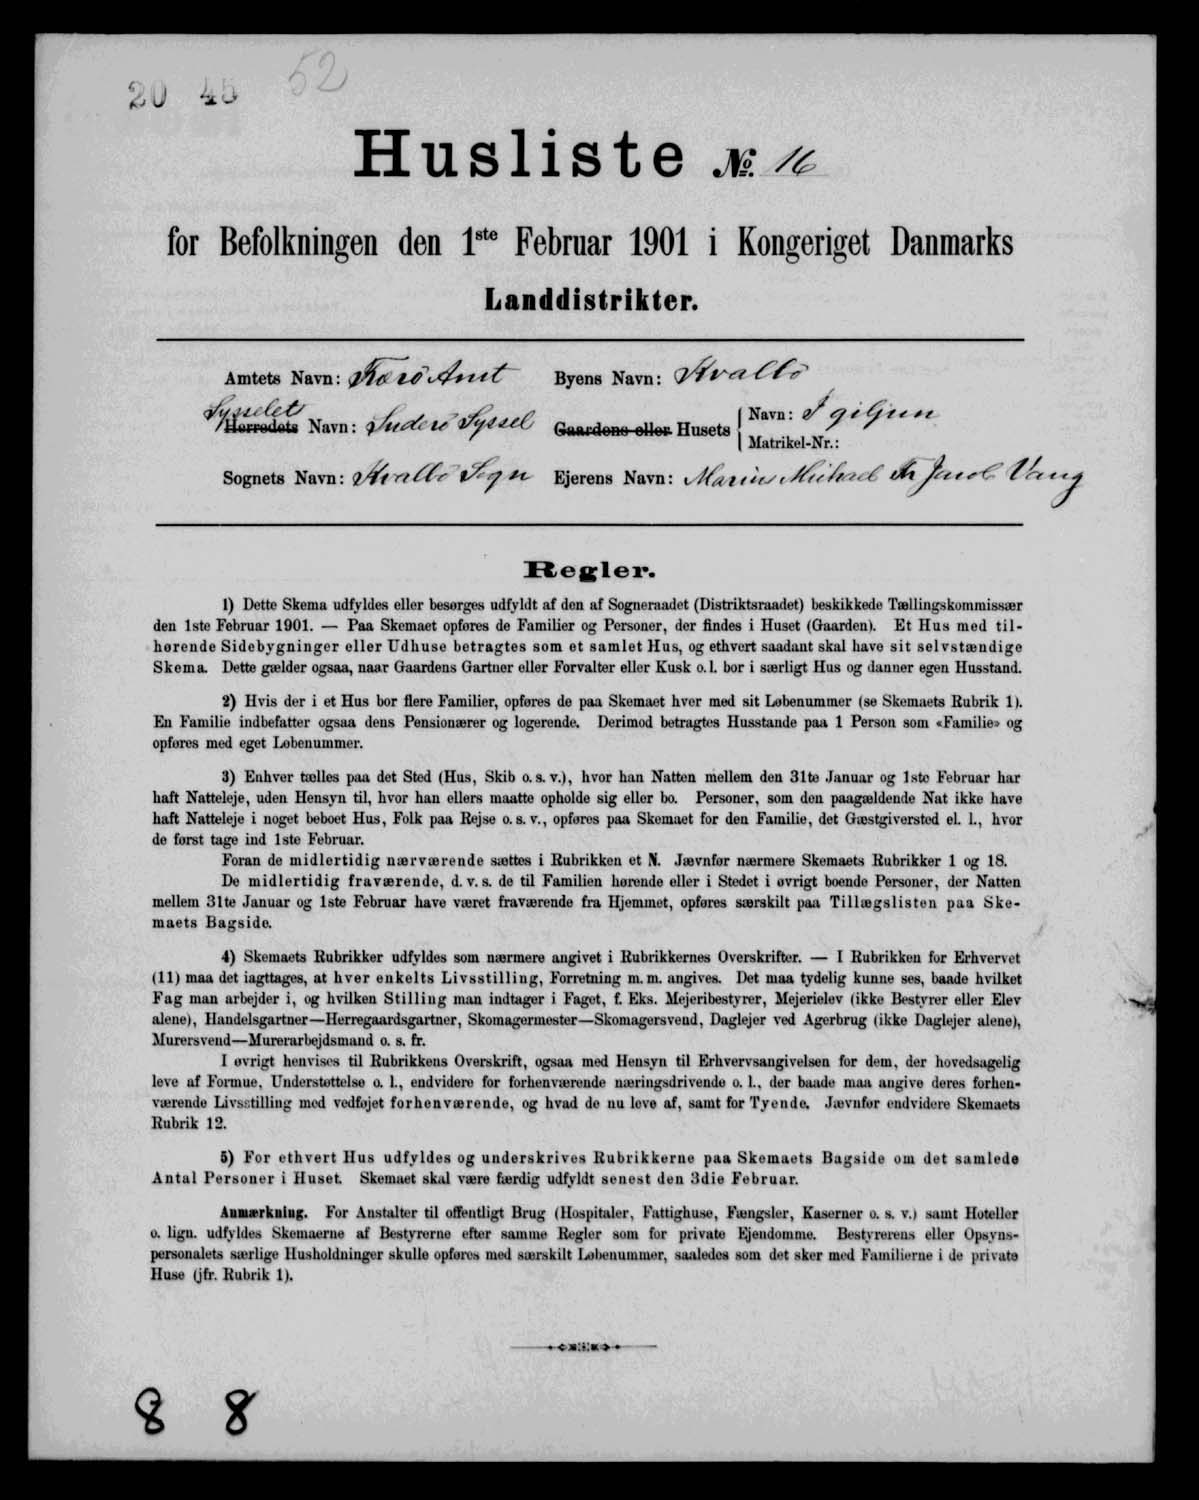 20 45 52
Husliste №. 16
for Befolkningen den 1ste Februar 1901 i Kongeriget Danmarks
Landdistrikter.
Amtets Navn: Færö Amt Byens Navn: Kvalbö
Sysselet
Herredets Navn: Suderö Syssel Gaardens eller Husets Navn: I giljun
Matrikel-Nr.:
Sognets Navn: Kvalbö Sogn Ejerens Navn: Marius Michael Fr Jacob Vang
Regler.
1) Dette Skema udfyldes eller besørges udfyldt af den af Sogneraadet (Distriktsraadet) beskikkede Tællingskommissær
den 1ste Februar 1901. — Paa Skemaet opføres de Familier og Personer, der findes i Huset (Gaarden). Et Hus med til-
hørende Sidebygninger eller Udhuse betragtes som et samlet Hus, og ethvert saadant skal have sit selvstændige
Skema. Dette gælder ogsaa, naar Gaardens Gartner eller Forvalter eller Kusk o. l. bor i særligt Hus og danner egen Husstand.
2) Hvis der i et Hus bor flere Familier, opføres de paa Skemaet hver med sit Løbenummer (se Skemaets Rubrik 1).
En Familie indbefatter ogsaa dens Pensionærer og logerende. Derimod betragtes Husstande paa 1 Person som «Familie» og
opføres med eget Løbenummer.
3) Enhver tælles paa det Sted (Hus, Skib o. s. v.), hvor han Natten mellem den 31te Januar og 1ste Februar har
haft Natteleje, uden Hensyn til, hvor han ellers maatte opholde sig eller bo. Personer, som den paagældende Nat ikke have
haft Natteleje i noget beboet Hus, Folk paa Rejse o. s. v., opføres paa Skemaet for den Familie, det Gæstgiversted el. l., hvor
de først tage ind 1ste Februar.
Foran de midlertidig nærværende sættes i Rubrikken et N. Jævnfør nærmere Skemaets Rubrikker 1 og 18.
De midlertidig fraværende, d. v. s. de til Familien hørende eller i Stedet i øvrigt boende Personer, der Natten
mellem 31te Januar og 1ste Februar have været fraværende fra Hjemmet, opføres særskilt paa Tillægslisten paa Ske-
maets Bagside.
4) Skemaets Rubrikker udfyldes som nærmere angivet i Rubrikkernes Overskrifter. — I Rubrikken for Erhvervet
(11) maa det iagttages, at hver enkelts Livsstilling, Forretning m. m. angives. Det maa tydelig kunne ses, baade hvilket
Fag man arbejder i, og hvilken Stilling man indtager i Faget, f. Eks. Mejeribestyrer, Mejerielev (ikke Bestyrer eller Elev
alene), Handelsgartner—Herregaardsgartner, Skomagermester—Skomagersvend, Daglejer ved Agerbrug (ikke Daglejer alene),
Murersvend—Murerarbejdsmand o. s. fr.
I øvrigt henvises til Rubrikkens Overskrift, ogsaa med Hensyn til Erhvervsangivelsen for dem, der hovedsagelig
leve af Formue, Understøttelse o. l., endvidere for forhenværende næringsdrivende o. l., der baade maa angive deres forhen-
værende Livsstilling med vedføjet forhenværende, og hvad de nu leve af, samt for Tyende. Jævnfør endvidere Skemaets
Rubrik 12.
5) For ethvert Hus udfyldes og underskrives Rubrikkerne paa Skemaets Bagside om det samlede
Antal Personer i Huset. Skemaet skal være færdig udfyldt senest den 3die Februar.
Anmærkning. For Anstalter til offentligt Brug (Hospitaler, Fattighuse, Fængsler, Kaserner o. s. v.) samt Hoteller
o. lign. udfyldes Skemaerne af Bestyrerne efter samme Regler som for private Ejendomme. Bestyrerens eller Opsyns-
personalets særlige Husholdninger skulle opføres med særskilt Løbenummer, saaledes som det sker med Familierne i de private
Huse (jfr. Rubrik 1).
8 8